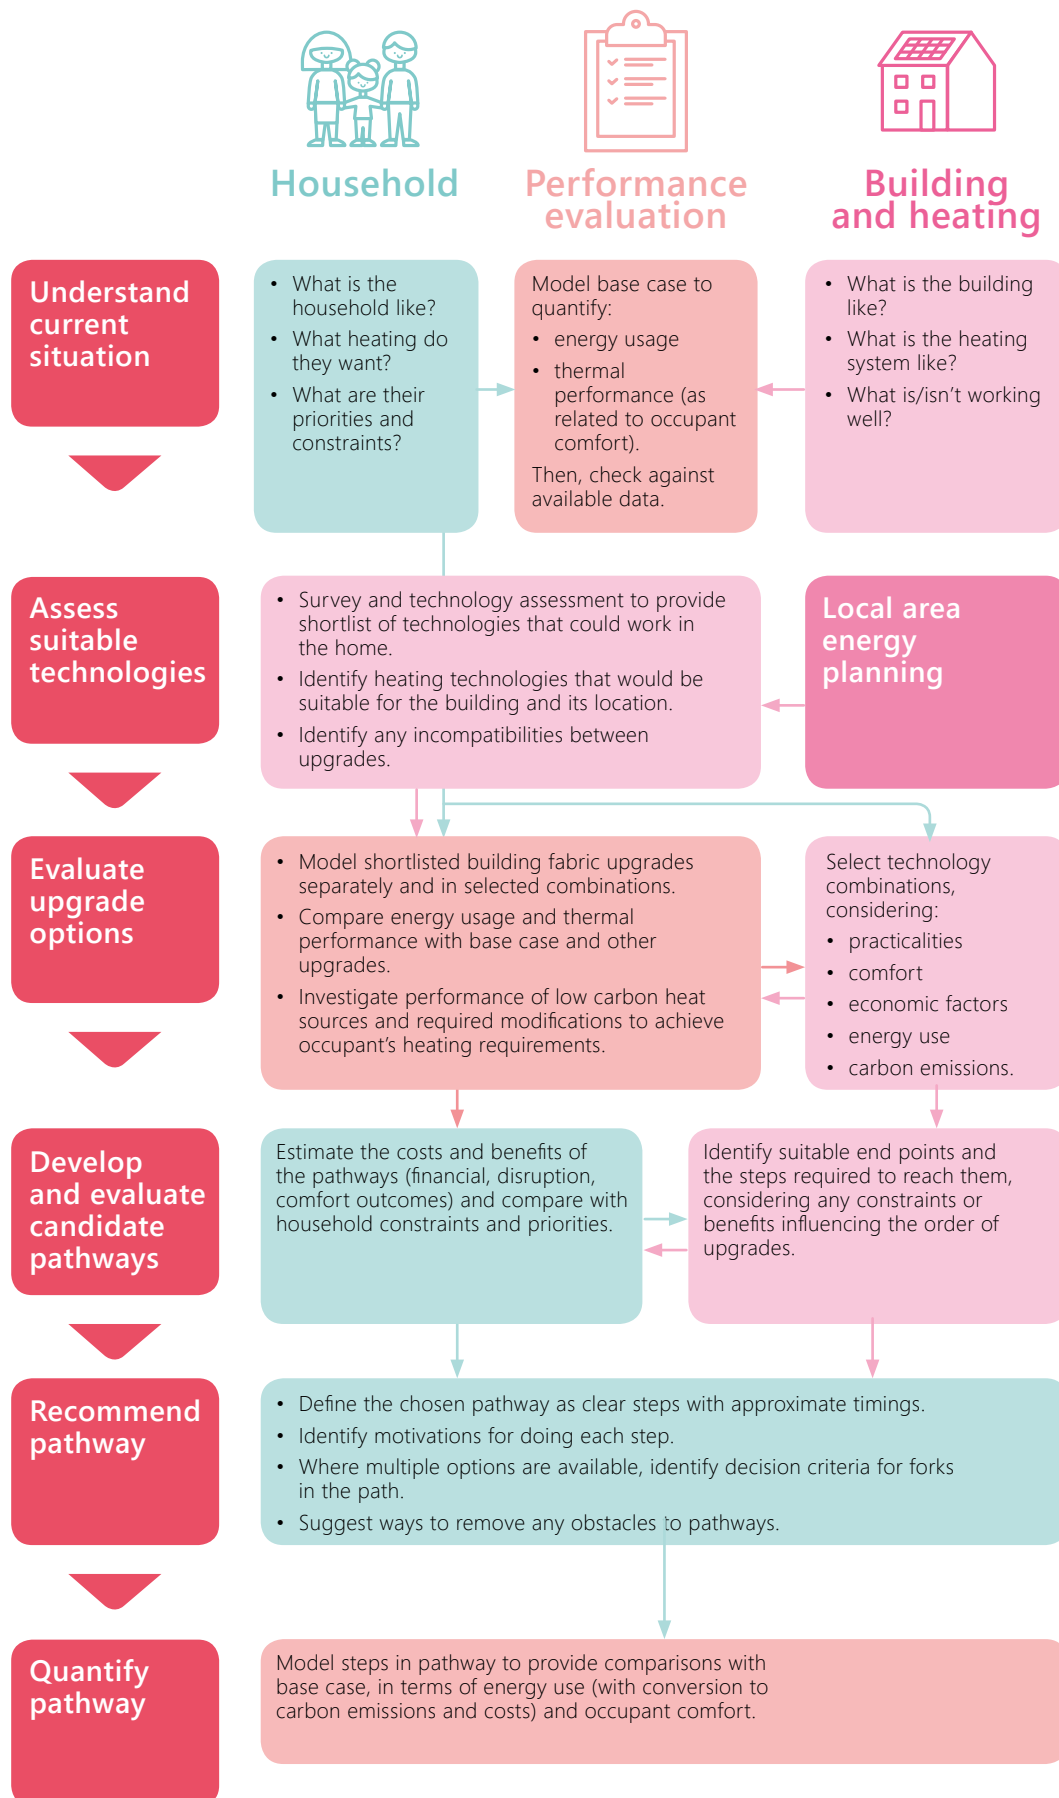 Household
Performance
evaluation
Building
and heating
Understand
current
situation
• What is the
household like?
• What heating do
they want?
• What are their
priorities and
constraints?
Model base case to
quantify:
• energy usage
• thermal
performance (as
related to occupant
comfort).
Then, check against
available data.
• What is the building
like?
• What is the heating
system like?
• What is/isn’t working
well?
Assess
suitable
technologies
• Survey and technology assessment to provide
shortlist of technologies that could work in
the home.
• Identify heating technologies that would be
suitable for the building and its location.
• Identify any incompatibilities between
upgrades.
Local area
energy
planning
Evaluate
upgrade
options
• Model shortlisted building fabric upgrades
separately and in selected combinations.
• Compare energy usage and thermal
performance with base case and other
upgrades.
• Investigate performance of low carbon heat
sources and required modifications to achieve
occupant’s heating requirements.
Select technology
combinations,
considering:
• practicalities
• comfort
• economic factors
• energy use
• carbon emissions.
Develop
and evaluate
candidate
pathways
Estimate the costs and benefits of
the pathways (financial, disruption,
comfort outcomes) and compare with
household constraints and priorities.
Identify suitable end points and
the steps required to reach them,
considering any constraints or
benefits influencing the order of
upgrades.
Recommend
pathway
• Define the chosen pathway as clear steps with approximate timings.
• Identify motivations for doing each step.
• Where multiple options are available, identify decision criteria for forks
in the path.
• Suggest ways to remove any obstacles to pathways.
Quantify
pathway
Model steps in pathway to provide comparisons with
base case, in terms of energy use (with conversion to
carbon emissions and costs) and occupant comfort.